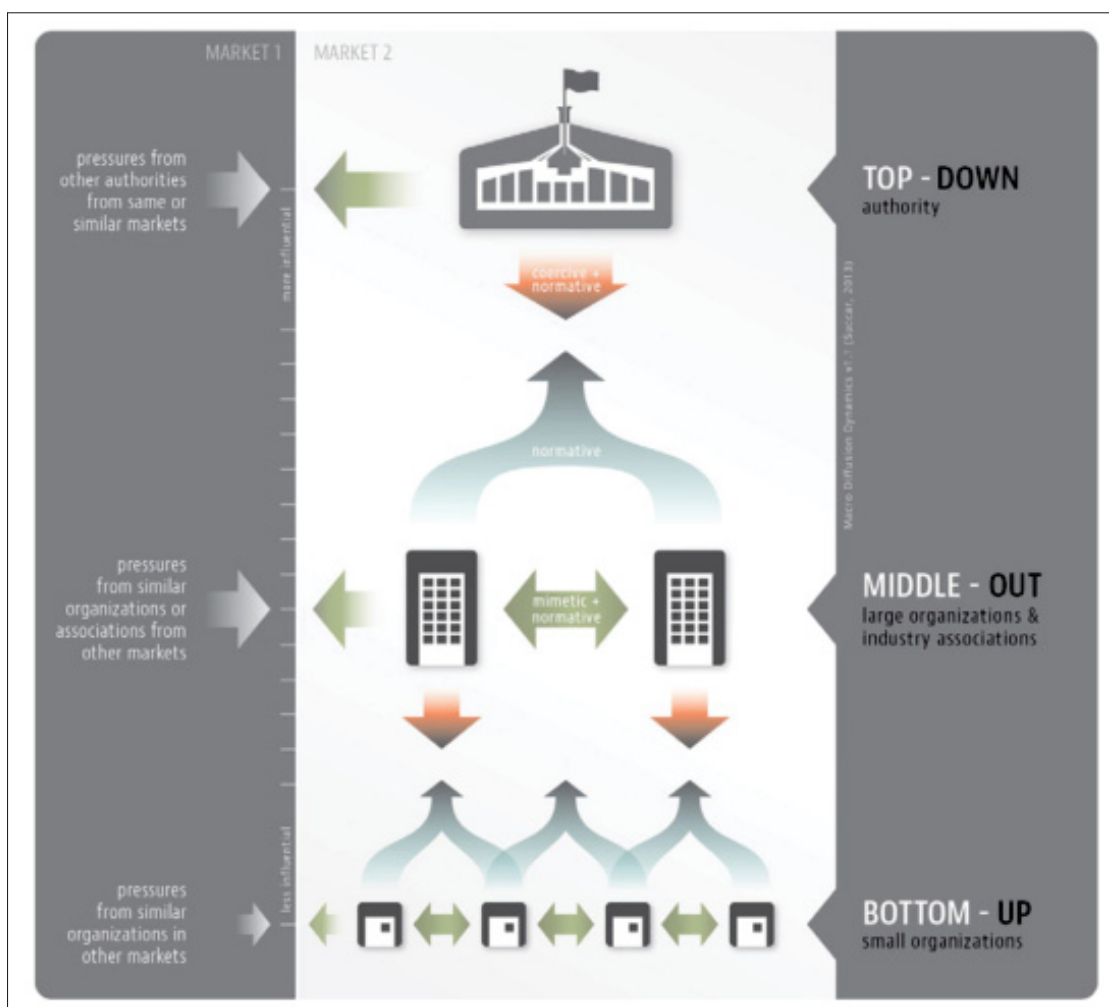 MARKET 1
MARKET 2
pressures from
other authorities
from same or
similar markets
more influential
coercive +
normative
TOP - DOWN
authority
Macro Diffusion Dynamics v1.1 (Succar, 2013)
normative
pressures
from similar
organizations or
associations from
other markets
mimetic +
normative
MIDDLE - OUT
large organizations &
industry associations
less influential
pressures
from similar
organizations in
other markets
BOTTOM - UP
small organizations